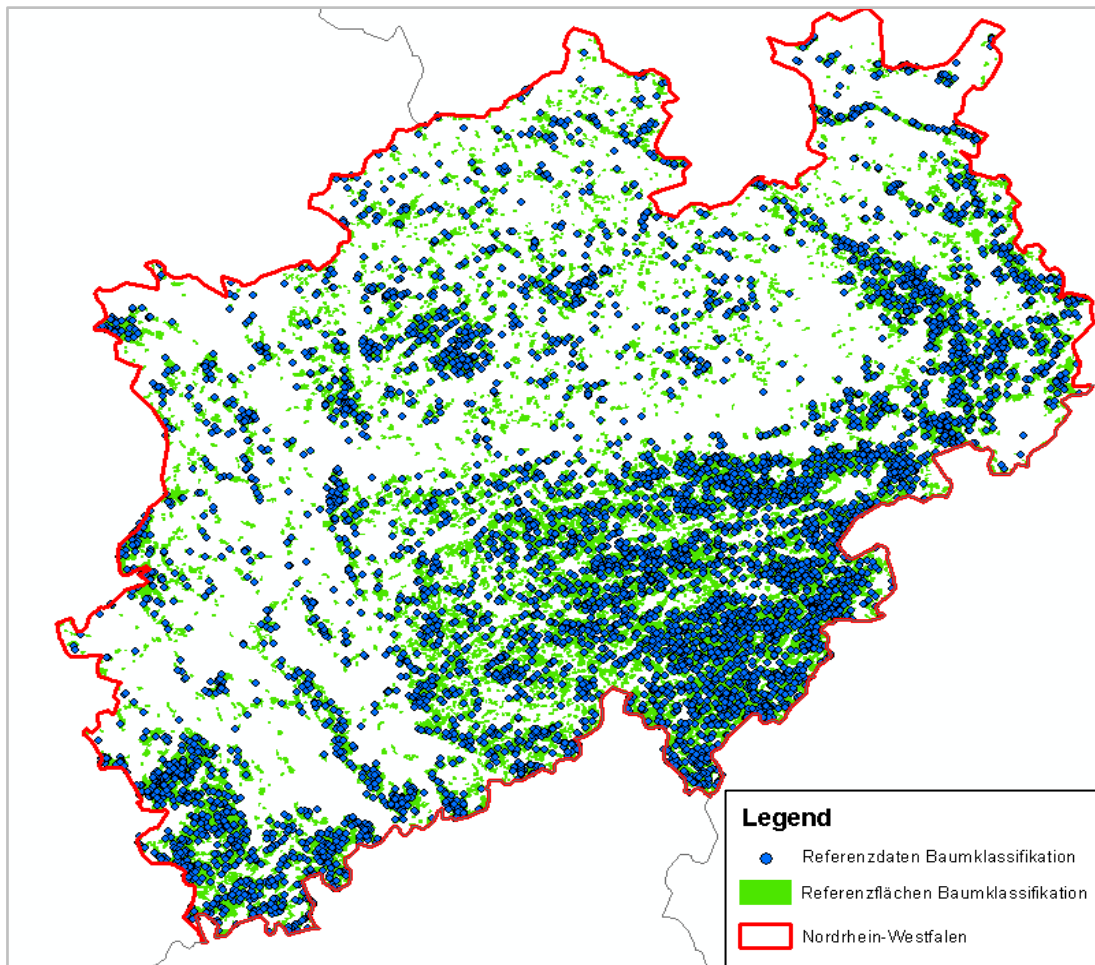 Legend
Referenzdaten Baumklassifikation
Referenzflächen Baumklassifikation
Nordrhein-Westfalen